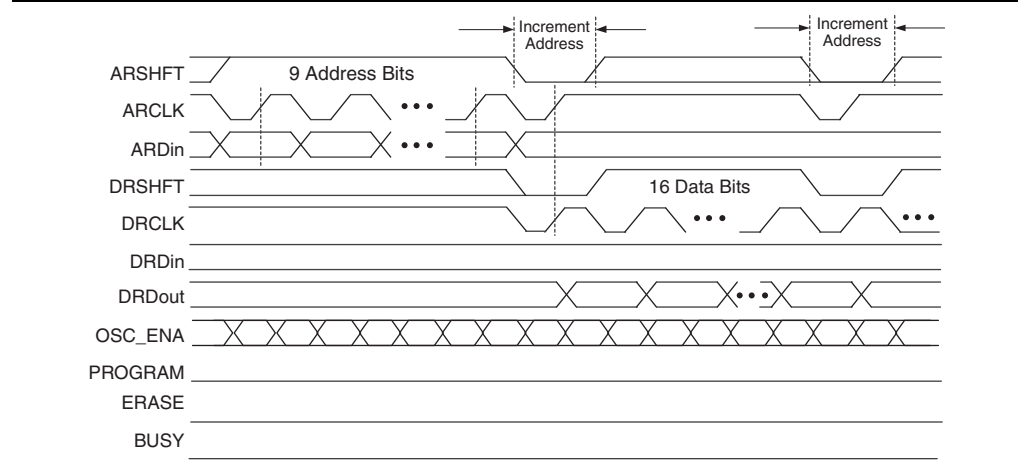 Increment
Address
Increment
Address
ARSHFT
9 Address Bits
ARCLK
ARDin
DRSHFT
16 Data Bits
DRCLK
DRDin
DRDout
OSC_ENA
PROGRAM
ERASE
BUSY